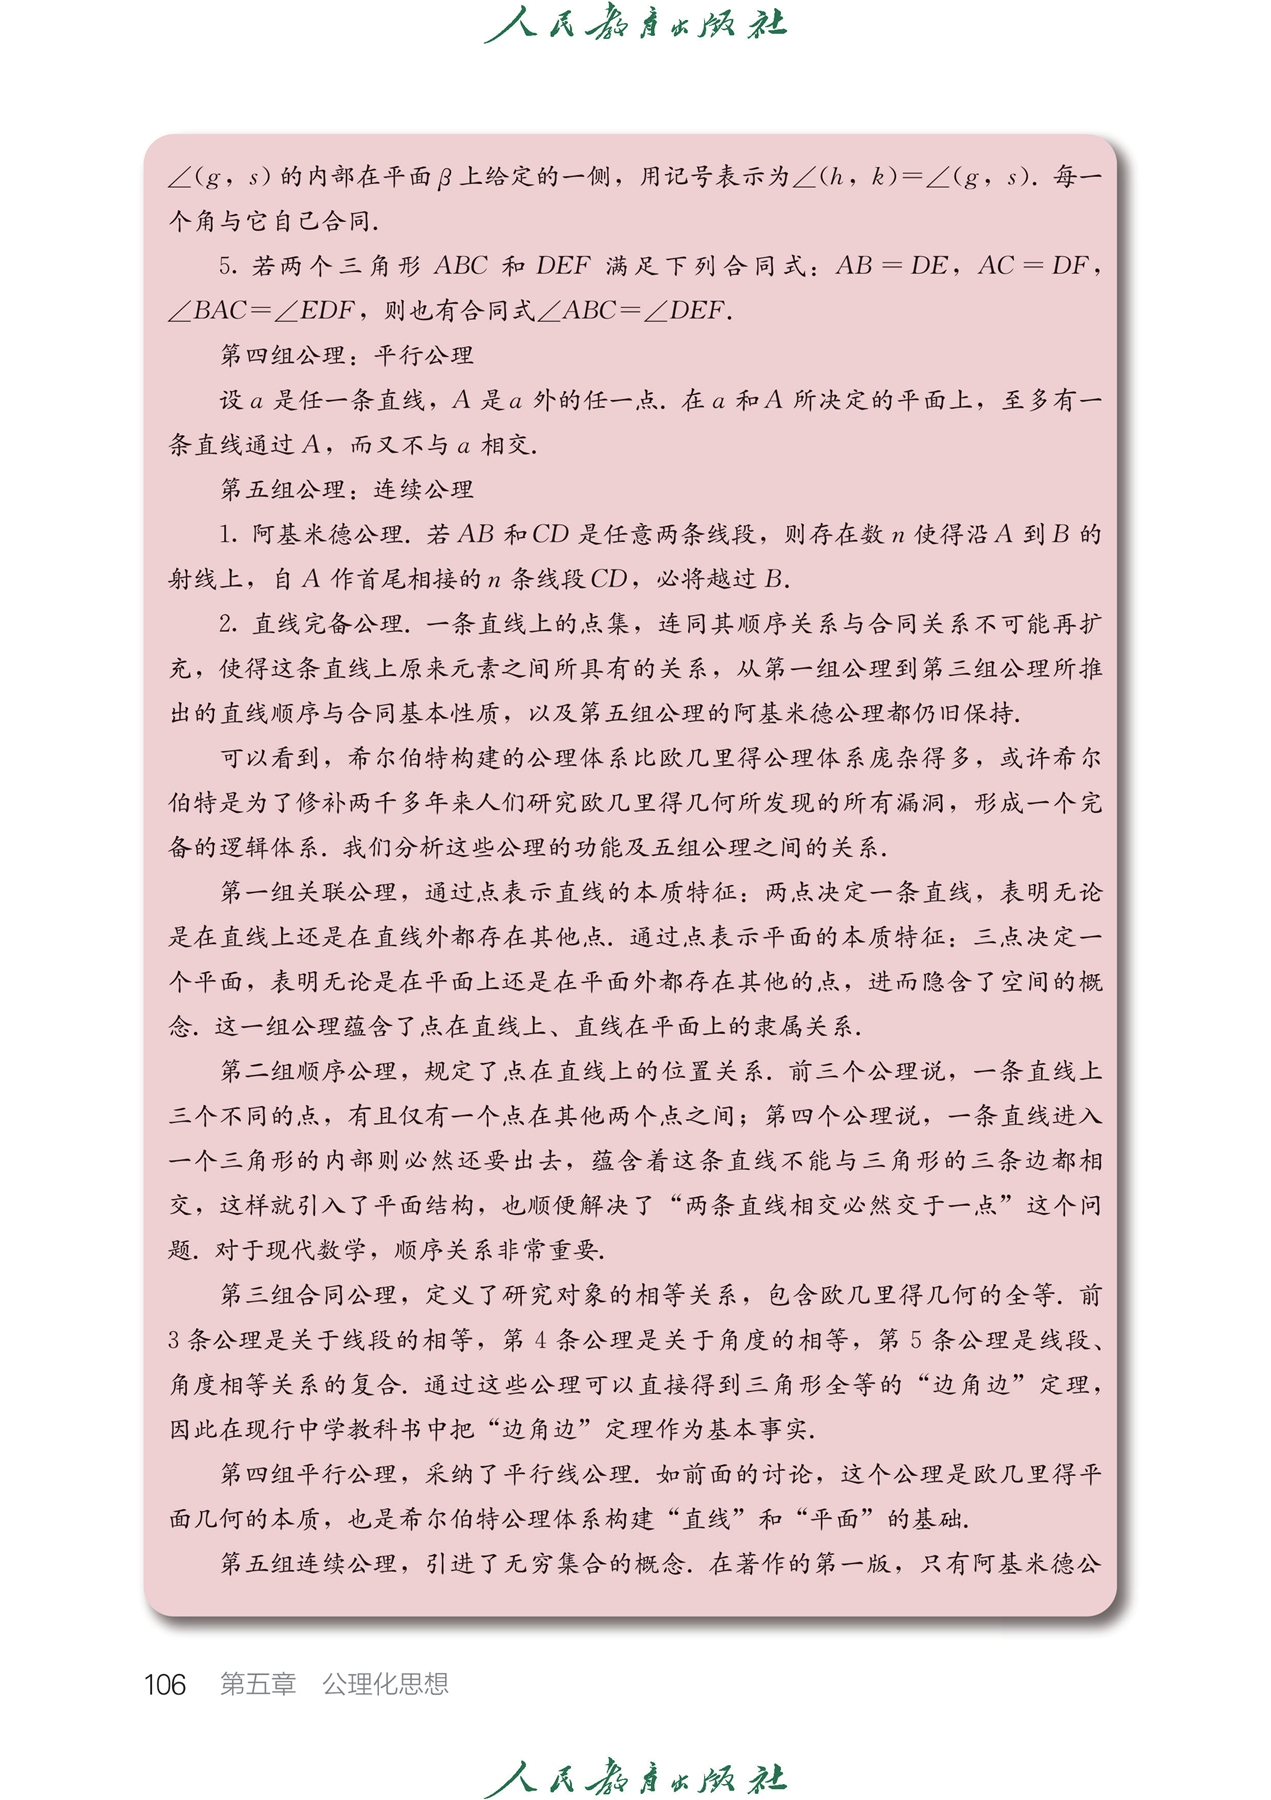 人民教育出版社
∠(g，s) 的内部在平面 β 上给定的一侧，用记号表示为∠(h，k)＝∠(g，s)．每一
个角与它自己合同．
5．若两个三角形 ABC 和 DEF 满足下列合同式：AB＝DE，AC＝DF，
∠BAC＝∠EDF，则也有合同式∠ABC＝∠DEF．
第四组公理：平行公理
设 a 是任一条直线，A 是 a 外的任一点．在 a 和 A 所决定的平面上，至多有一
条直线通过 A，而又不与 a 相交．
第五组公理：连续公理
1．阿基米德公理．若 AB 和 CD 是任意两条线段，则存在数 n 使得沿 A 到 B 的
射线上，自 A 作首尾相接的 n 条线段 CD，必将越过 B．
2．直线完备公理．一条直线上的点集，连同其顺序关系与合同关系不可能再扩
充，使得这条直线上原来元素之间所具有的关系，从第一组公理到第三组公理所推
出的直线顺序与合同基本性质，以及第五组公理的阿基米德公理都仍旧保持．
可以看到，希尔伯特构建的公理体系比欧几里得公理体系庞杂得多，或许希尔
伯特是为了修补两千多年来人们研究欧几里得几何所发现的所有漏洞，形成一个完
备的逻辑体系．我们分析这些公理的功能及五组公理之间的关系．
第一组关联公理，通过点表示直线的本质特征：两点决定一条直线，表明无论
是在直线上还是在直线外都存在其他点．通过点表示平面的本质特征：三点决定一
个平面，表明无论是在平面上还是在平面外都存在其他的点，进而隐含了空间的概
念．这一组公理蕴含了点在直线上、直线在平面上的隶属关系．
第二组顺序公理，规定了点在直线上的位置关系．前三个公理说，一条直线上
三个不同的点，有且仅有一个点在其他两个点之间；第四个公理说，一条直线进入
一个三角形的内部则必然还要出去，蕴含着这条直线不能与三角形的三条边都相
交，这样就引入了平面结构，也顺便解决了“两条直线相交必然交于一点”这个问
题．对于现代数学，顺序关系非常重要．
第三组合同公理，定义了研究对象的相等关系，包含欧几里得几何的全等．前
3 条公理是关于线段的相等，第 4 条公理是关于角度的相等，第 5 条公理是线段、
角度相等关系的复合．通过这些公理可以直接得到三角形全等的“边角边”定理，
因此在现行中学教科书中把“边角边”定理作为基本事实．
第四组平行公理，采纳了平行线公理．如前面的讨论，这个公理是欧几里得平
面几何的本质，也是希尔伯特公理体系构建“直线”和“平面”的基础．
第五组连续公理，引进了无穷集合的概念．在著作的第一版，只有阿基米德公
106 第五章 公理化思想
人民教育出版社